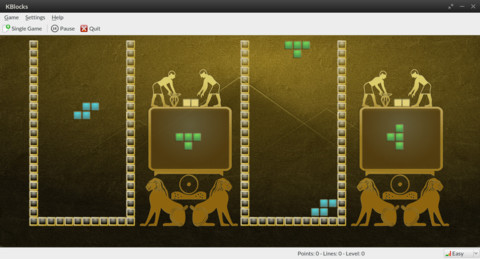 KBlocks
Game Settings Help
Single Game Pause Quit
Points: 0 - Lines: 0 - Level: 0
Easy